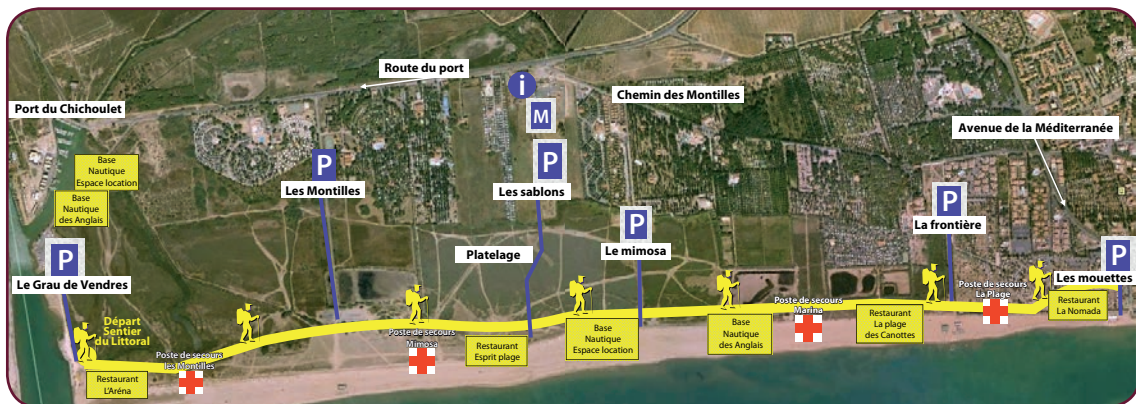 Route du port
i
Chemin des Montilles
M
Port du Chichoulet
Avenue de la Méditerranée
Base
Nautique
Espace location
Base
Nautique
des Anglais
P
Les Montilles
P
Les sablons
P
Le mimosa
P
La frontière
P
Le Grau de Vendres
Platelage
P
Les mouettes
Départ
Sentier
du Littoral
Poste de secours
les Montilles
Restaurant
L'Aréna
Poste de secours
Mimosa
Restaurant
Esprit plage
Base
Nautique
Espace location
Base
Nautique
des Anglais
Poste de secours
Marina
Restaurant
La plage
des Canottes
Poste de secours
La Plage
Restaurant
La Nomada